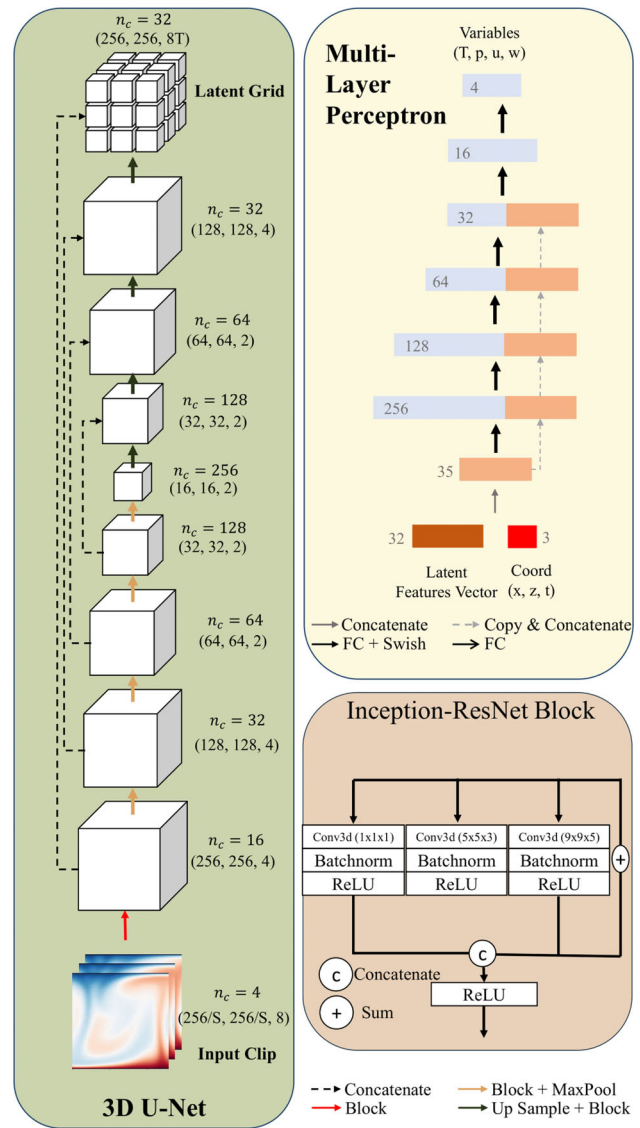 n_c = 32
(256, 256, 8T)
Latent Grid
n_c = 32
(128, 128, 4)
n_c = 64
(64, 64, 2)
n_c = 128
(32, 32, 2)
n_c = 256
(16, 16, 2)
n_c = 128
(32, 32, 2)
n_c = 64
(64, 64, 2)
n_c = 32
(128, 128, 4)
n_c = 16
(256, 256, 4)
n_c = 4
(256/S, 256/S, 8)
Input Clip
3D U-Net
Multi-
Layer
Perceptron
Variables
(T, p, u, w)
4
16
32
64
128
256
35
32
3
Latent
Features Vector
Coord
(x, z, t)
Concatenate
Copy & Concatenate
FC + Swish
FC
Inception-ResNet Block
Conv3d (1x1x1) Conv3d (5x5x3) Conv3d (9x9x5)
Batchnorm Batchnorm Batchnorm
ReLU ReLU ReLU
+
c
c Concatenate
ReLU
+ Sum
Concatenate
Block + MaxPool
Block
Up Sample + Block